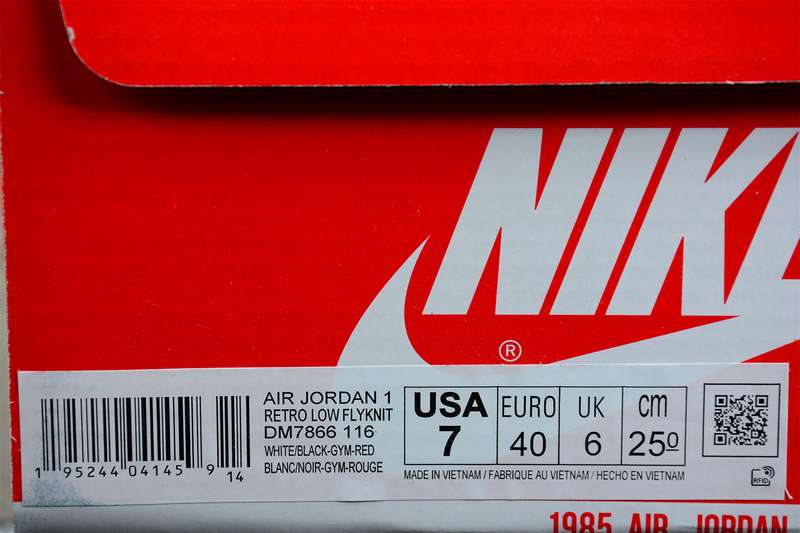 NIK
®
AIR JORDAN 1
RETRO LOW FLYKNIT
DM7866 116
WHITE/BLACK-GYM-RED
BLANC/NOIR-GYM-ROUGE
1 95244 04145 9 14
USA EURO UK cm
7 40 6 25⁰
MADE IN VIETNAM / FABRIQUE AU VIETNAM / HECHO EN VIETNAM
RFID
1985 AIR JORDAN